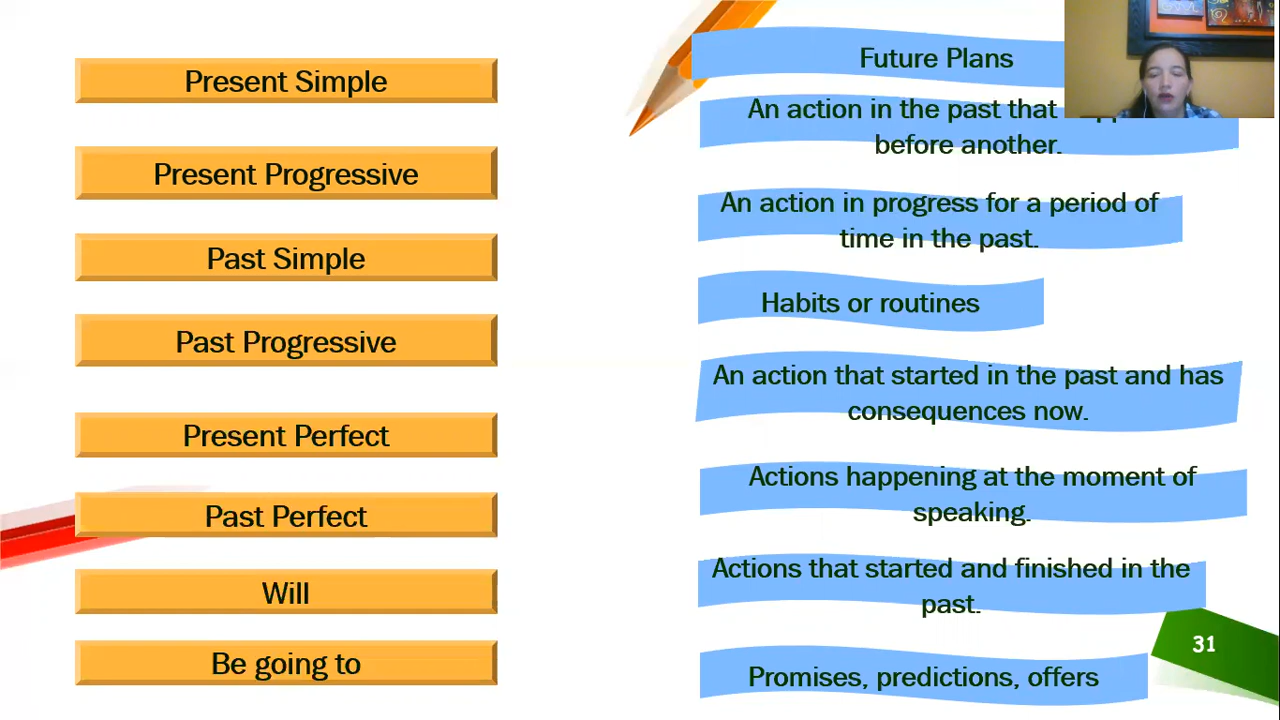 Present Simple
Present Progressive
Past Simple
Past Progressive
Present Perfect
Past Perfect
Will
Be going to
Future Plans
An action in the past that
before another.
An action in progress for a period of
time in the past.
Habits or routines
An action that started in the past and has
consequences now.
Actions happening at the moment of
speaking.
Actions that started and finished in the
past.
Promises, predictions, offers
31